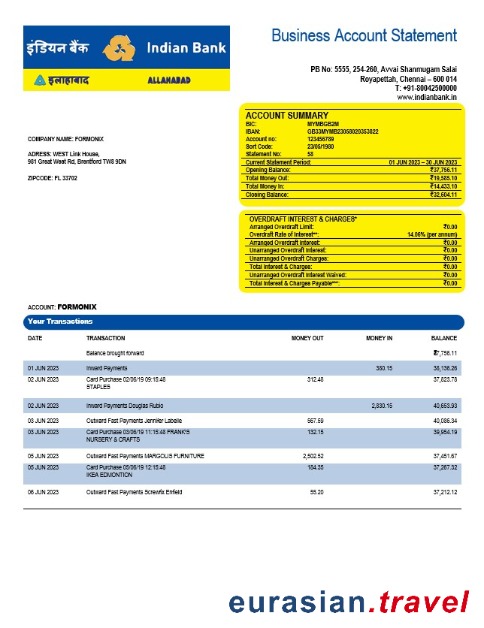 इंडियन बैंक Indian Bank
इलाहाबाद ALLAHABAD
Business Account Statement
PB No: 5555, 254-260, Avvai Shanmugam Salai
Royapettah, Chennai – 600 014
T: +91-80042500000
www.indianbank.in
COMPANY NAME: FORMONIX
ADRESS: WEST Link House,
981 Great West Rd, Brentford TW8 9DN
ZIPCODE: FL 33702
ACCOUNT SUMMARY
BIC: MYMBGB2M
IBAN: GB33MYMB23058020353022
Account no: 123456789
Sort Code: 23/06/1980
Statement No: 58
Current Statement Period: 01 JUN 2023 – 30 JUN 2023
Opening Balance: ₹37,756.11
Total Money Out: ₹19,585.10
Total Money In: ₹14,433.10
Closing Balance: ₹32,604.11
OVERDRAFT INTEREST & CHARGES*
Arranged Overdraft Limit: ₹0.00
Overdraft Rate of Interest**: 14.06% (per annum)
Arranged Overdraft Interest: ₹0.00
Unarranged Overdraft Interest: ₹0.00
Unarranged Overdraft Charges: ₹0.00
Total Interest & Charges: ₹0.00
Unarranged Overdraft Interest Waived: ₹0.00
Total Interest & Charges Payable***: ₹0.00
ACCOUNT: FORMONIX
Your Transactions
DATE TRANSACTION MONEY OUT MONEY IN BALANCE
Balance brought forward
01 JUN 2023 Inward Payments 380.15 38,136.26
02 JUN 2023 Card Purchase 02/06/19 09:15:48 312.48 37,823.78
STAPLES
02 JUN 2023 Inward Payments Douglas Rubio 2,830.15 40,653.93
03 JUN 2023 Outward Fast Payments Jennifer Labelle 567.59 40,086.34
03 JUN 2023 Card Purchase 03/06/19 11:15:48 FRANK'S 132.15 39,954.19
NURSERY & CRAFTS
05 JUN 2023 Outward Fast Payments MARGOLIS FURNITURE 2,502.52 37,451.67
05 JUN 2023 Card Purchase 05/06/19 12:15:48 184.35 37,267.32
IKEA EDMONTION
06 JUN 2023 Outward Fast Payments Screwfix Enfield 55.20 37,212.12
eurasian.travel